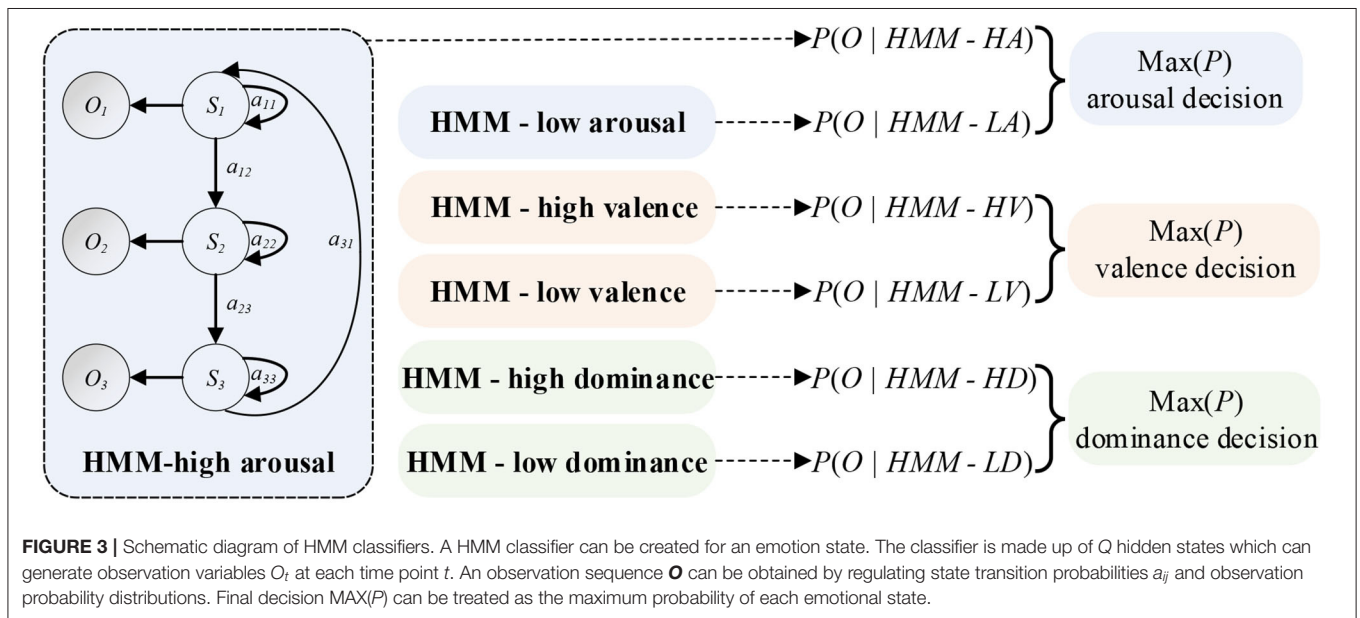 O1
S1
a11
a12
O2
S2
a22
a31
a23
O3
S3
a33
HMM-high arousal
HMM - low arousal
HMM - high valence
HMM - low valence
HMM - high dominance
HMM - low dominance
P(O | HMM - HA)
P(O | HMM - LA)
P(O | HMM - HV)
P(O | HMM - LV)
P(O | HMM - HD)
P(O | HMM - LD)
Max(P)
arousal decision
Max(P)
valence decision
Max(P)
dominance decision
FIGURE 3 | Schematic diagram of HMM classifiers. A HMM classifier can be created for an emotion state. The classifier is made up of Q hidden states which can
generate observation variables Ot at each time point t. An observation sequence O can be obtained by regulating state transition probabilities aij and observation
probability distributions. Final decision MAX(P) can be treated as the maximum probability of each emotional state.